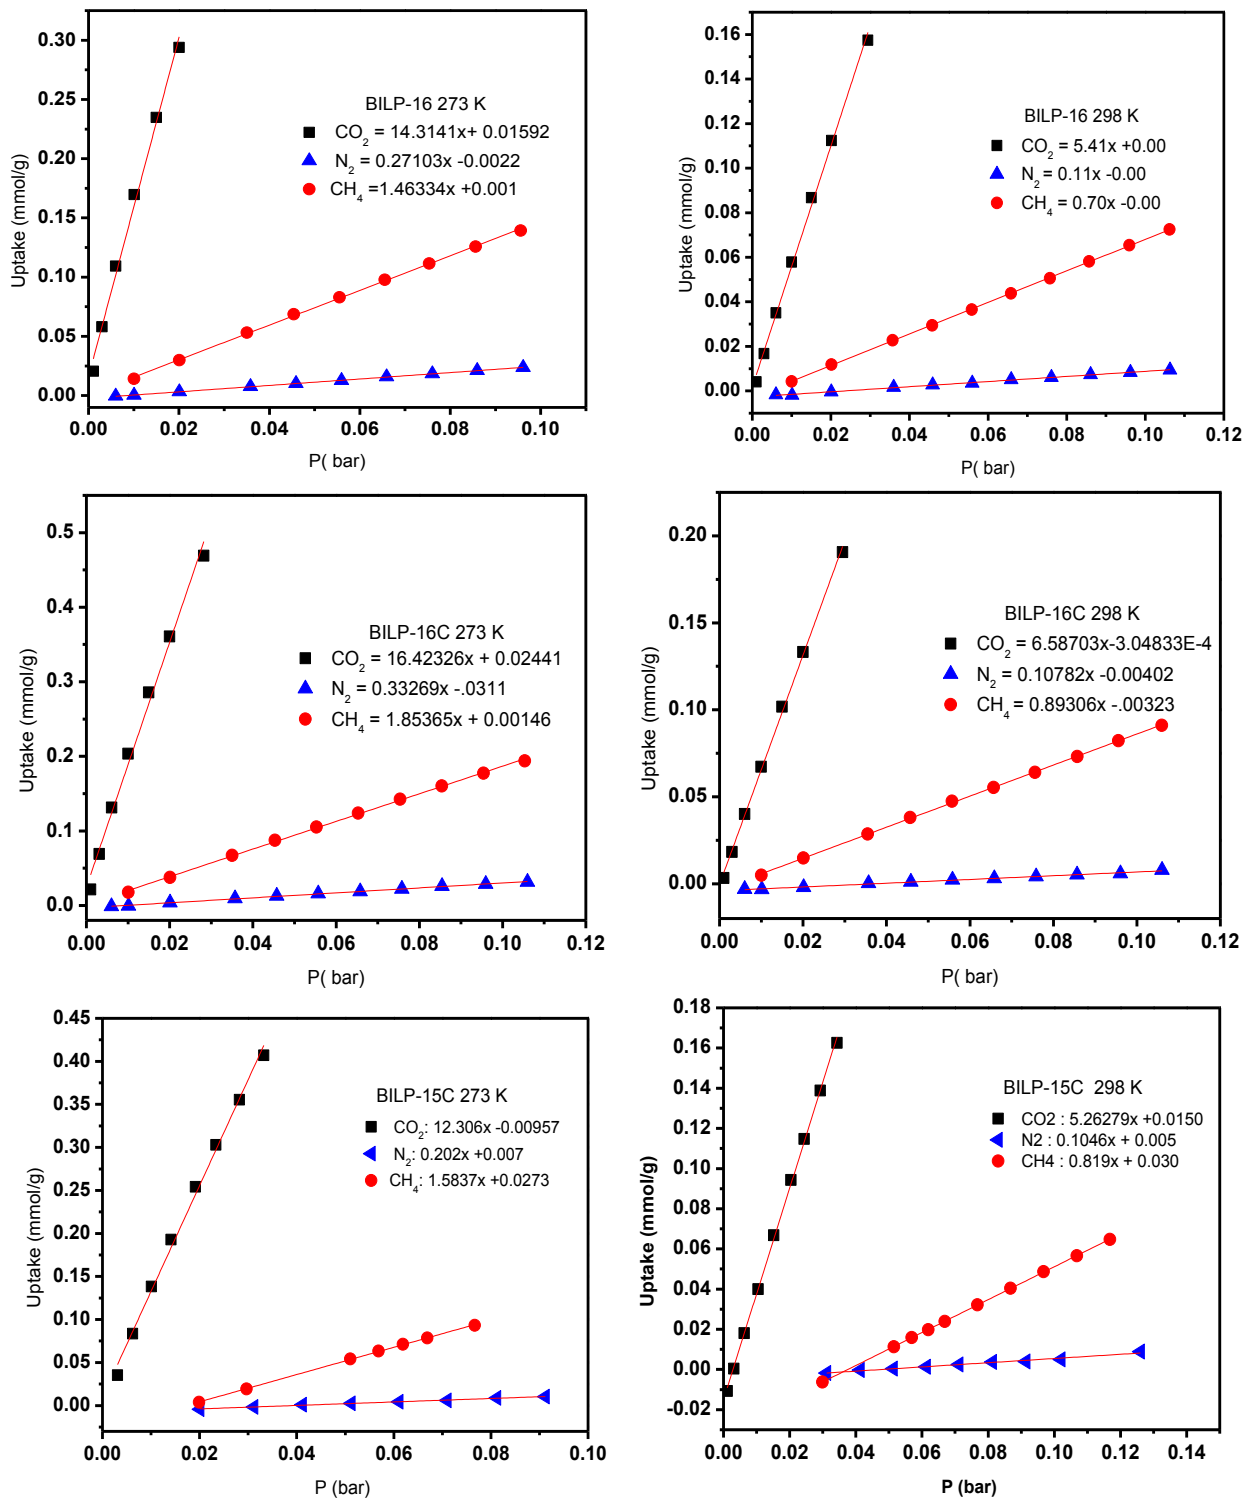 0.30
0.25
0.20
0.15
0.10
0.05
0.00
Uptake (mmol/g)
BILP-16 273 K
CO2 = 14.3141x+ 0.01592
N2 = 0.27103x -0.0022
CH4 =1.46334x +0.001
0.00 0.02 0.04 0.06 0.08 0.10
P( bar)
0.16
0.14
0.12
0.10
0.08
0.06
0.04
0.02
0.00
Uptake (mmol/g)
BILP-16 298 K
CO2 = 5.41x +0.00
N2 = 0.11x -0.00
CH4 = 0.70x -0.00
0.00 0.02 0.04 0.06 0.08 0.10 0.12
P( bar)
0.5
0.4
0.3
0.2
0.1
0.0
Uptake (mmol/g)
BILP-16C 273 K
CO2 = 16.42326x + 0.02441
N2 = 0.33269x -.0311
CH4 = 1.85365x + 0.00146
0.00 0.02 0.04 0.06 0.08 0.10 0.12
P( bar)
0.20
0.15
0.10
0.05
0.00
Uptake (mmol/g)
BILP-16C 298 K
CO2 = 6.58703x-3.04833E-4
N2 = 0.10782x -0.00402
CH4 = 0.89306x -.00323
0.00 0.02 0.04 0.06 0.08 0.10 0.12
P( bar)
0.45
0.40
0.35
0.30
0.25
0.20
0.15
0.10
0.05
0.00
Uptake (mmol/g)
BILP-15C 273 K
CO2: 12.306x -0.00957
N2: 0.202x +0.007
CH4: 1.5837x +0.0273
0.00 0.02 0.04 0.06 0.08 0.10
P (bar)
0.18
0.16
0.14
0.12
0.10
0.08
0.06
0.04
0.02
0.00
-0.02
Uptake (mmol/g)
BILP-15C 298 K
CO2 : 5.26279x +0.0150
N2 : 0.1046x + 0.005
CH4 : 0.819x + 0.030
0.00 0.02 0.04 0.06 0.08 0.10 0.12 0.14
P (bar)